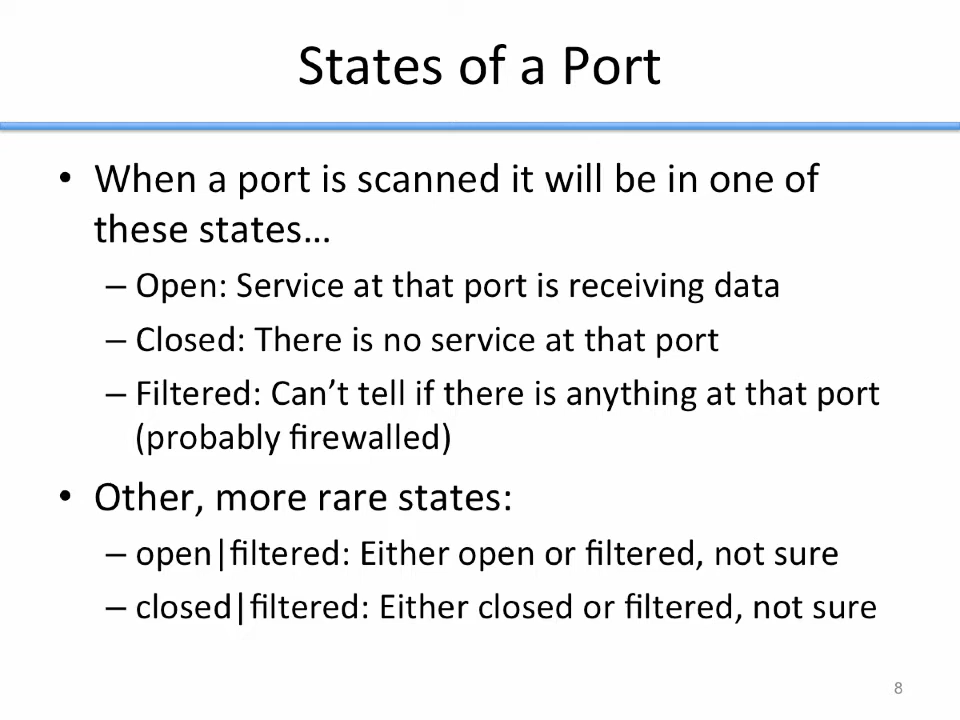 States of a Port
• When a port is scanned it will be in one of
these states…
– Open: Service at that port is receiving data
– Closed: There is no service at that port
– Filtered: Can’t tell if there is anything at that port
(probably firewalled)
• Other, more rare states:
– open|filtered: Either open or filtered, not sure
– closed|filtered: Either closed or filtered, not sure
8